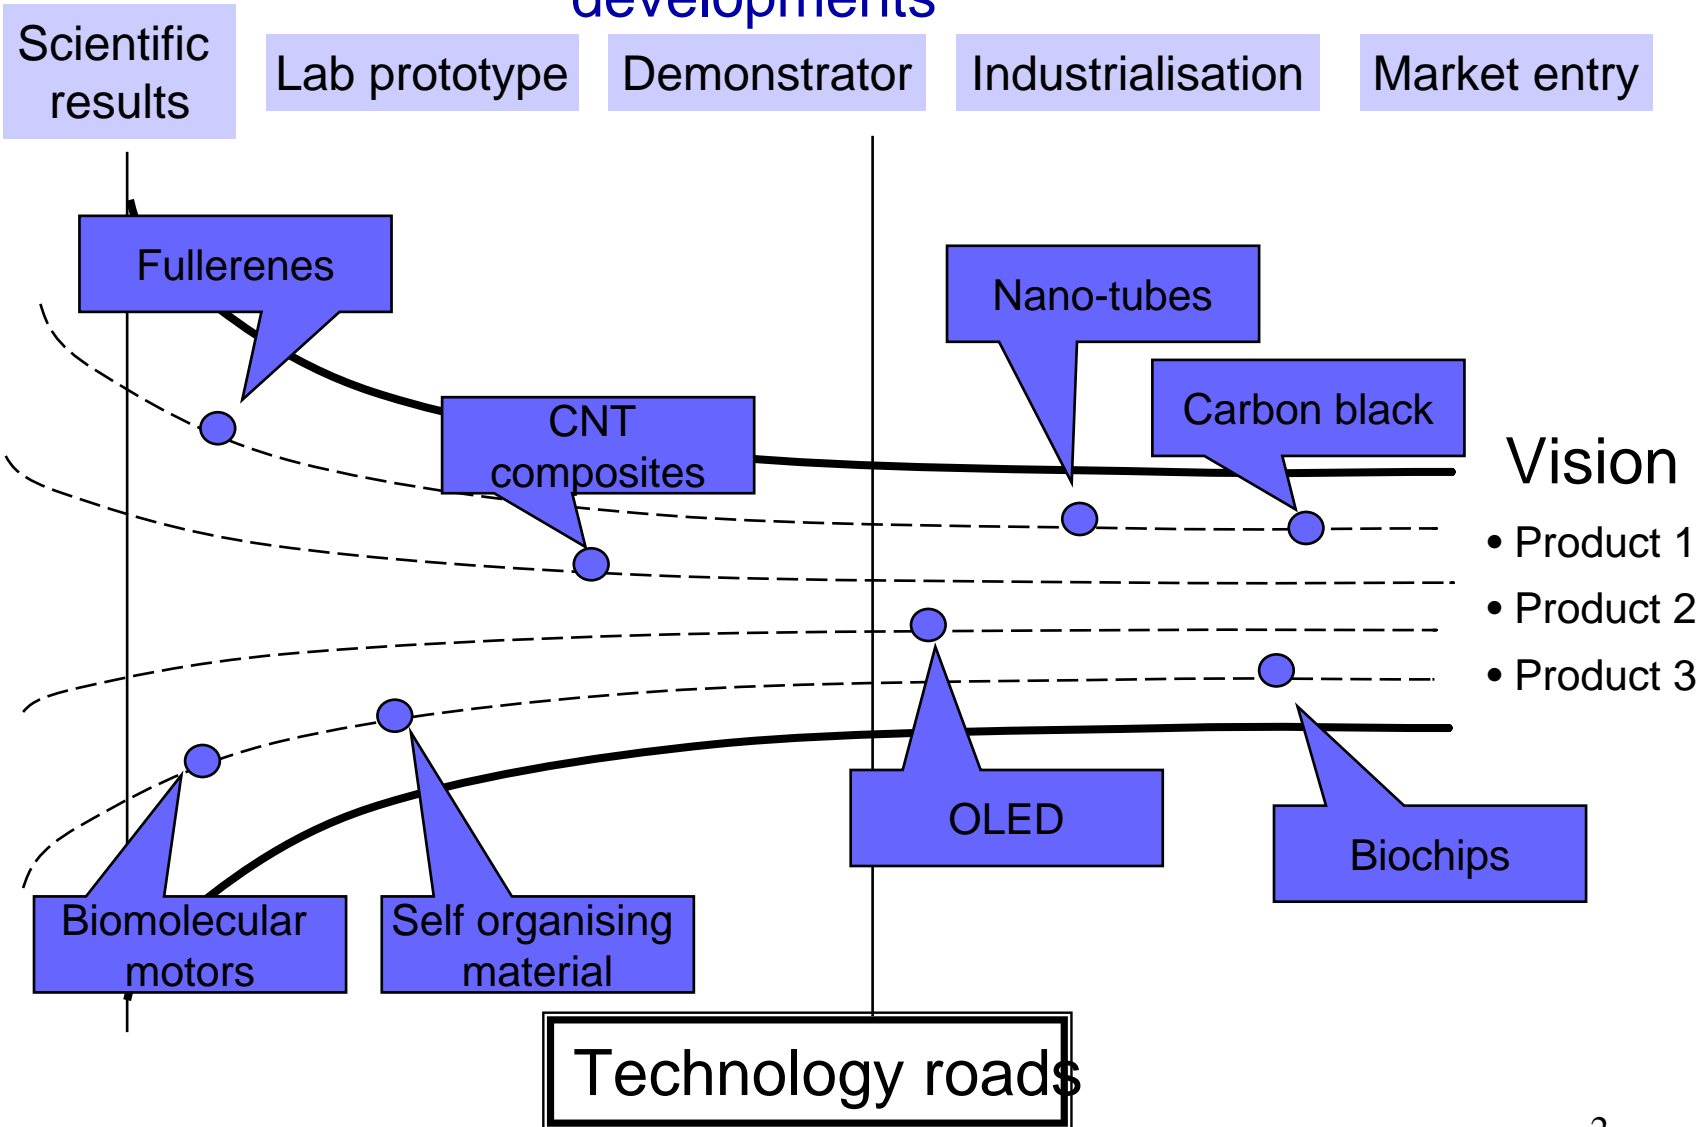 developments
Scientific
results
Lab prototype
Demonstrator
Industrialisation
Market entry
Fullerenes
Nano-tubes
CNT
composites
Carbon black
Vision
• Product 1
• Product 2
• Product 3
OLED
Biochips
Biomolecular
motors
Self organising
material
Technology roads